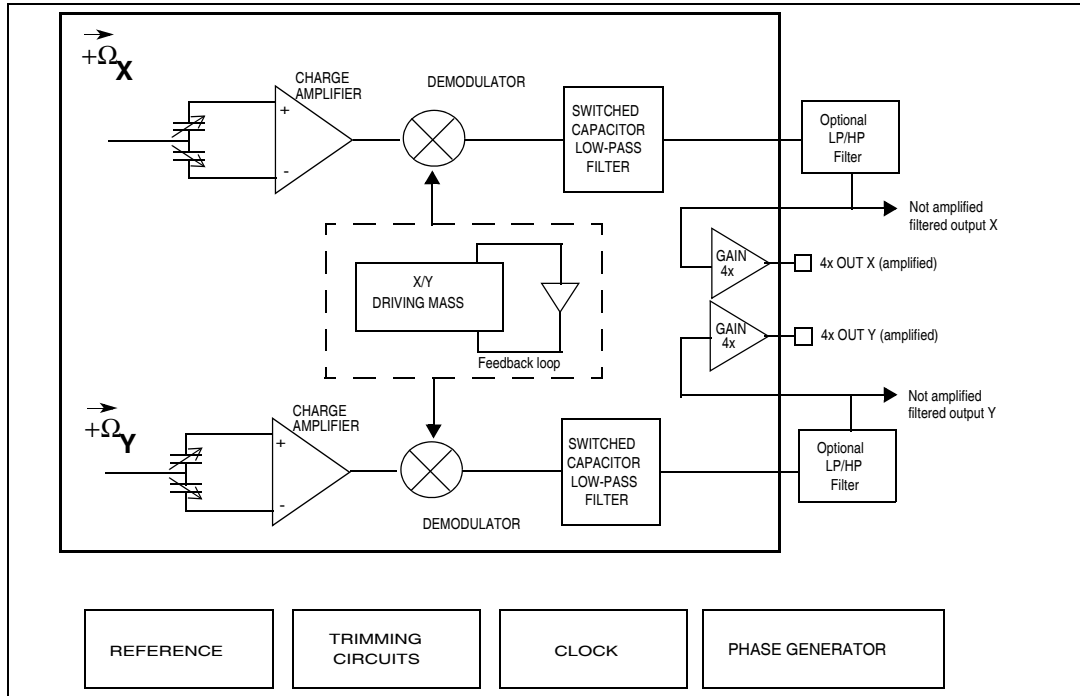 +Ω X
CHARGE
AMPLIFIER
+
-
DEMODULATOR
SWITCHED
CAPACITOR
LOW-PASS
FILTER
Optional
LP/HP
Filter
Not amplified
filtered output X
GAIN
4x
4x OUT X (amplified)
X/Y
DRIVING MASS
Feedback loop
GAIN
4x
4x OUT Y (amplified)
Not amplified
filtered output Y
+Ω Y
CHARGE
AMPLIFIER
+
-
DEMODULATOR
SWITCHED
CAPACITOR
LOW-PASS
FILTER
Optional
LP/HP
Filter
REFERENCE
TRIMMING
CIRCUITS
CLOCK
PHASE GENERATOR